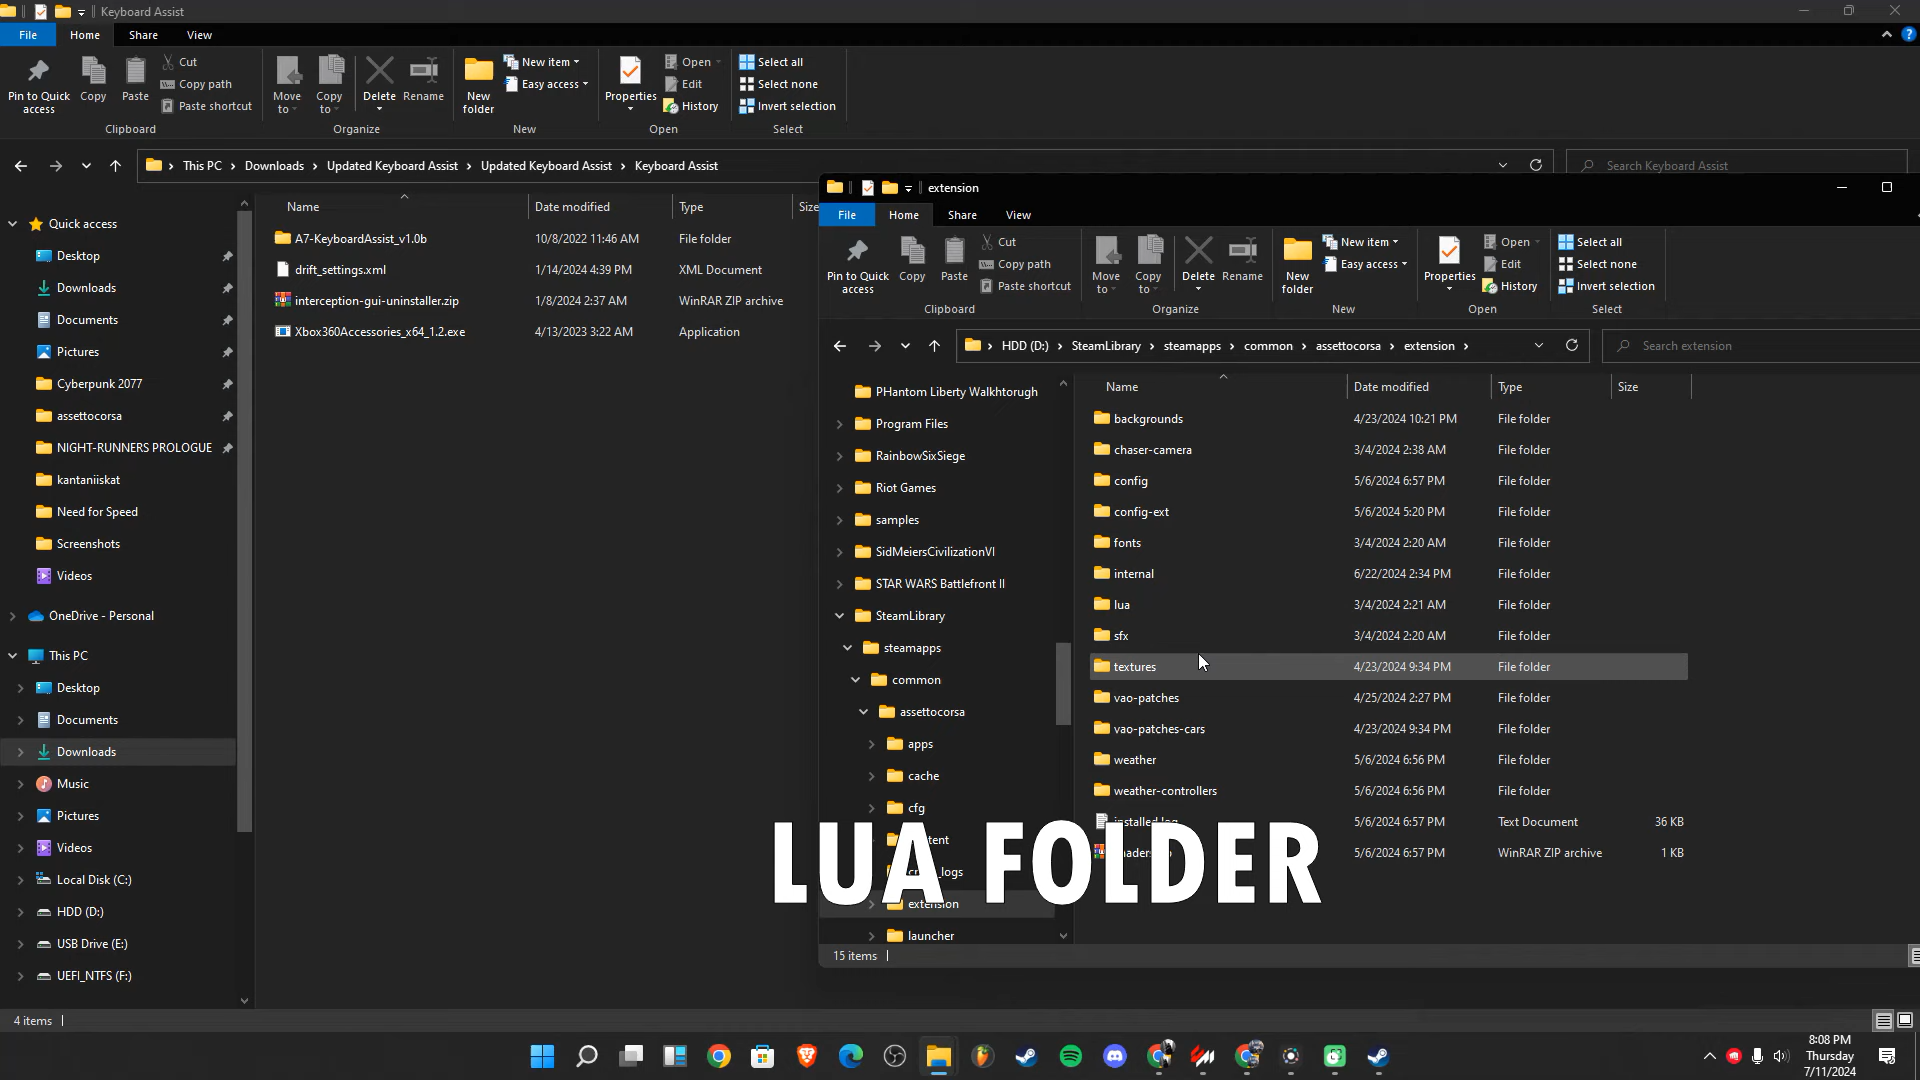 Keyboard Assist
File Home Share View
Pin to Quick access
Copy
Paste
Cut
Copy path
Paste shortcut
Clipboard
Move to
Copy to
Delete
Rename
Organize
New folder
New item
Easy access
New
Properties
Open
Edit
History
Open
Select all
Select none
Invert selection
Select
This PC › Downloads › Updated Keyboard Assist › Updated Keyboard Assist › Keyboard Assist
Search Keyboard Assist
Name Date modified Type Size
A7-KeyboardAssist_v1.0b 10/8/2022 11:46 AM File folder
drift_settings.xml 1/14/2024 4:39 PM XML Document
interception-gui-uninstaller.zip 1/8/2024 2:37 AM WinRAR ZIP archive
Xbox360Accessories_x64_1.2.exe 4/13/2023 3:22 AM Application
Quick access
Desktop
Downloads
Documents
Pictures
Cyberpunk 2077
assettocorsa
NIGHT-RUNNERS PROLOGUE
kantaniiskat
Need for Speed
Screenshots
Videos
OneDrive - Personal
This PC
Desktop
Documents
Downloads
Music
Pictures
Videos
Local Disk (C:)
HDD (D:)
USB Drive (E:)
UEFI_NTFS (F:)
4 items
extension
File Home Share View
Pin to Quick access
Copy
Paste
Cut
Copy path
Paste shortcut
Clipboard
Move to
Copy to
Delete
Rename
Organize
New folder
New item
Easy access
New
Properties
Open
Edit
History
Open
Select all
Select none
Invert selection
Select
HDD (D:) › SteamLibrary › steamapps › common › assettocorsa › extension ›
Search extension
PHantom Liberty Walkhtorugh
Program Files
RainbowSixSiege
Riot Games
samples
SidMeiersCivilizationVI
STAR WARS Battlefront II
SteamLibrary
steamapps
common
assettocorsa
apps
cache
cfg
extension
launcher
Name Date modified Type Size
backgrounds 4/23/2024 10:21 PM File folder
chaser-camera 3/4/2024 2:38 AM File folder
config 5/6/2024 6:57 PM File folder
config-ext 5/6/2024 5:20 PM File folder
fonts 3/4/2024 2:20 AM File folder
internal 6/22/2024 2:34 PM File folder
lua 3/4/2024 2:21 AM File folder
sfx 3/4/2024 2:20 AM File folder
textures 4/23/2024 9:34 PM File folder
vao-patches 4/25/2024 2:27 PM File folder
vao-patches-cars 4/23/2024 9:34 PM File folder
weather 5/6/2024 6:56 PM File folder
weather-controllers 5/6/2024 6:56 PM File folder
5/6/2024 6:57 PM Text Document 36 KB
5/6/2024 6:57 PM WinRAR ZIP archive 1 KB
15 items
LUA FOLDER
8:08 PM
Thursday
7/11/2024